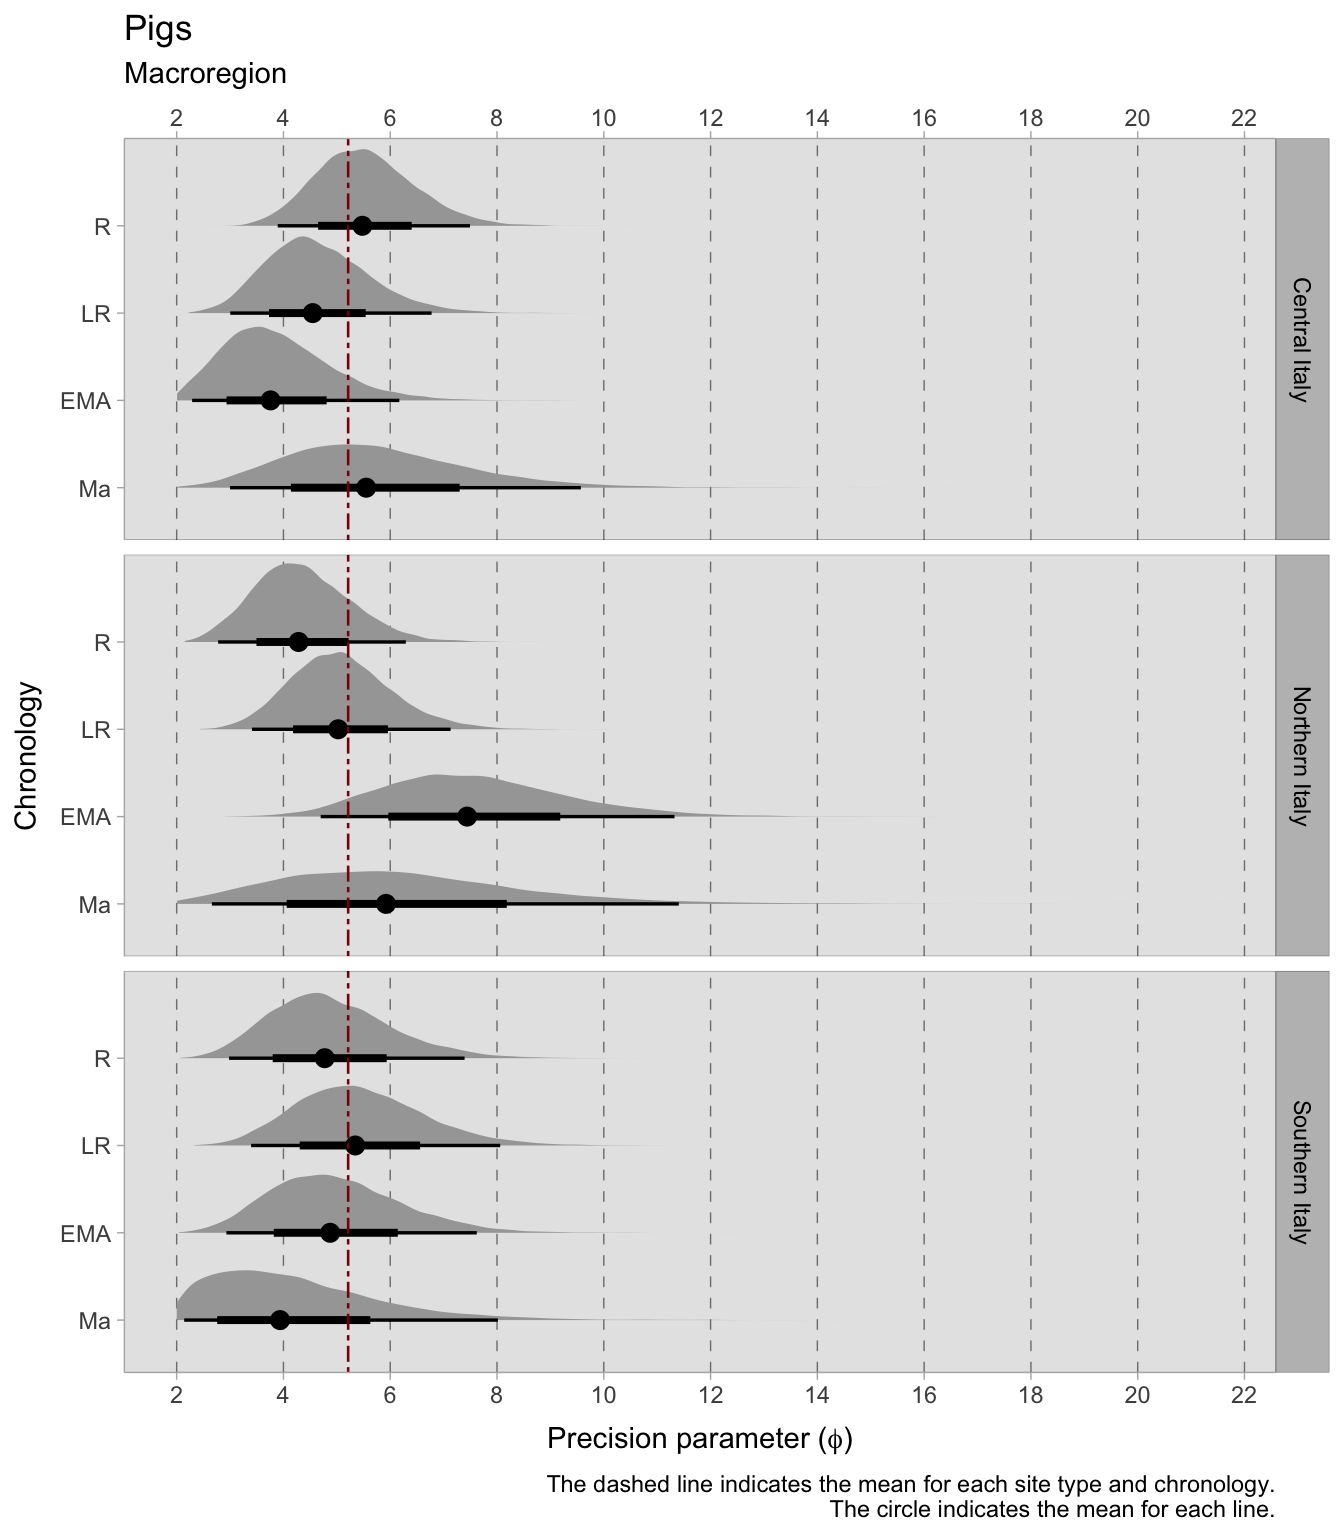 Pigs
Macroregion
2 4 6 8 10 12 14 16 18 20 22
R
LR
EMA
Ma
Central Italy
Chronology
R
LR
EMA
Ma
Northern Italy
R
LR
EMA
Ma
Southern Italy
2 4 6 8 10 12 14 16 18 20 22
Precision parameter (ϕ)
The dashed line indicates the mean for each site type and chronology.
The circle indicates the mean for each line.